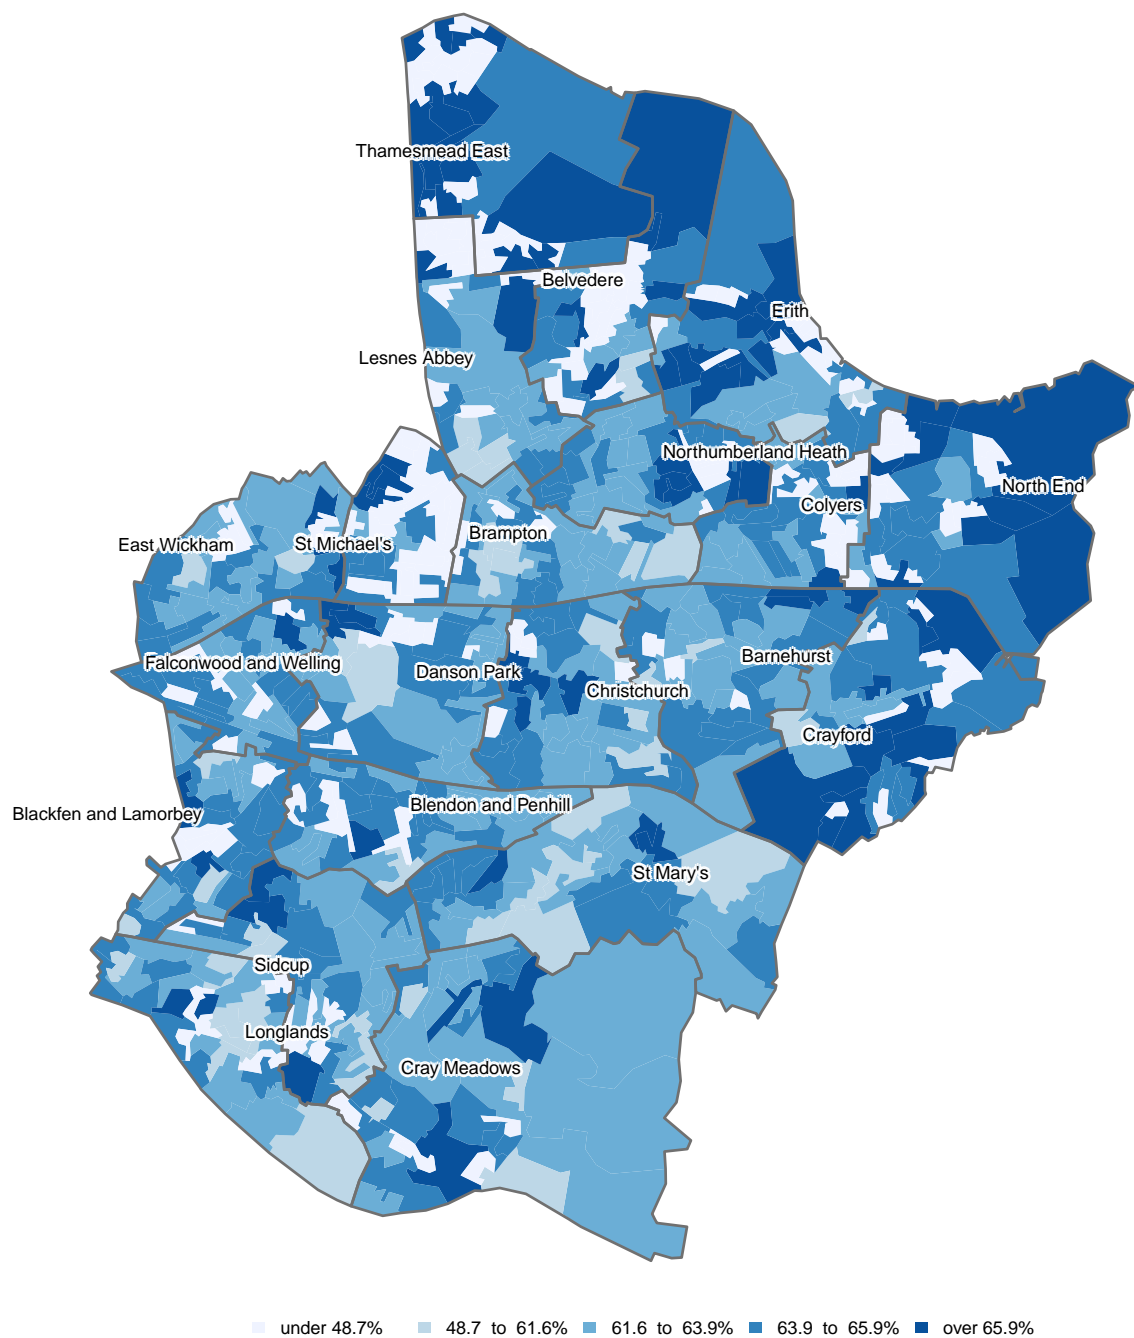 Thamesmead East
Belvedere
Erith
Lesnes Abbey
Northumberland Heath
North End
Colyers
Brampton
East Wickham
St Michael's
Barnehurst
Falconwood and Welling
Danson Park
Christchurch
Crayford
Blendon and Penhill
Blackfen and Lamorbey
St Mary's
Sidcup
Longlands
Cray Meadows
under 48.7%
48.7 to 61.6%
61.6 to 63.9%
63.9 to 65.9%
over 65.9%